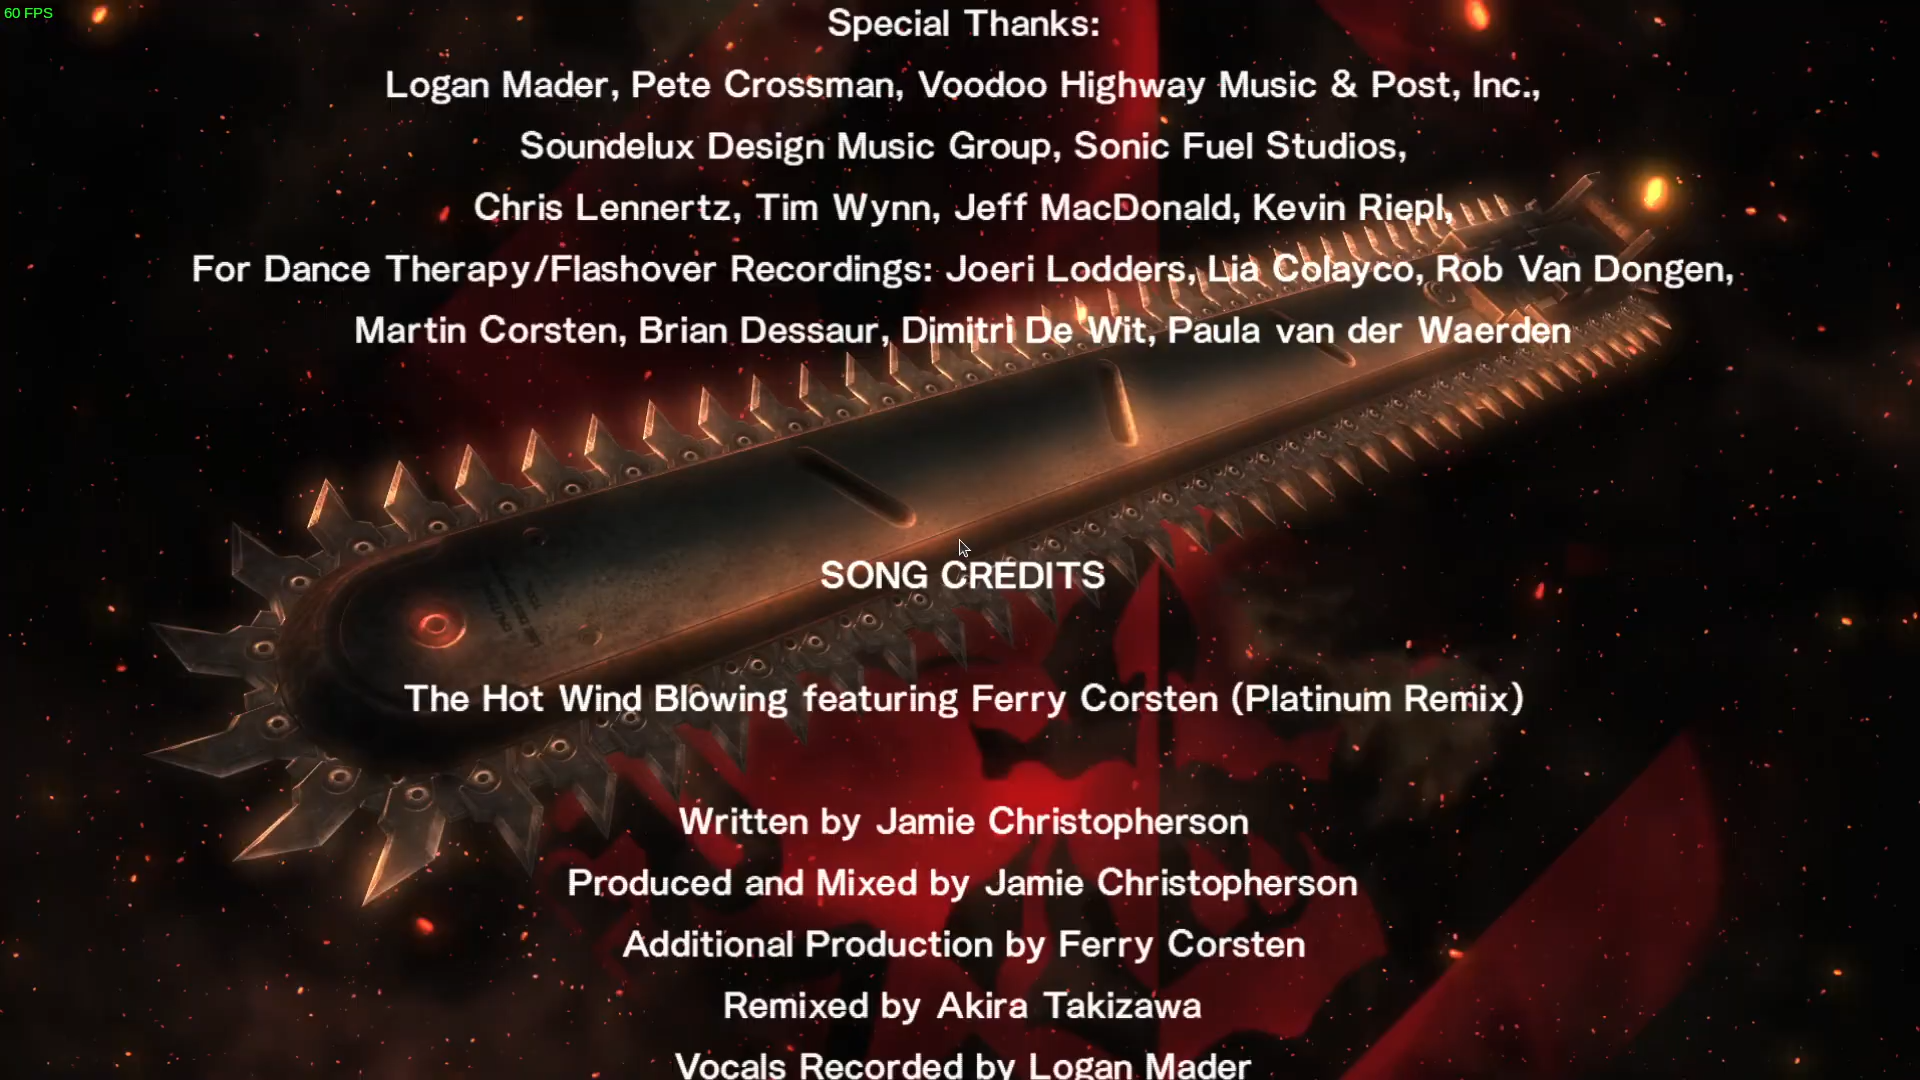 60 FPS
Special Thanks:
Logan Mader, Pete Crossman, Voodoo Highway Music & Post, Inc.,
Soundelux Design Music Group, Sonic Fuel Studios,
Chris Lennertz, Tim Wynn, Jeff MacDonald, Kevin Riepl,
For Dance Therapy/Flashover Recordings: Joeri Lodders, Lia Colayco, Rob Van Dongen,
Martin Corsten, Brian Dessaur, Dimitri De Wit, Paula van der Waerden
SONG CREDITS
The Hot Wind Blowing featuring Ferry Corsten (Platinum Remix)
Written by Jamie Christopherson
Produced and Mixed by Jamie Christopherson
Additional Production by Ferry Corsten
Remixed by Akira Takizawa
Vocals Recorded by Logan Mader